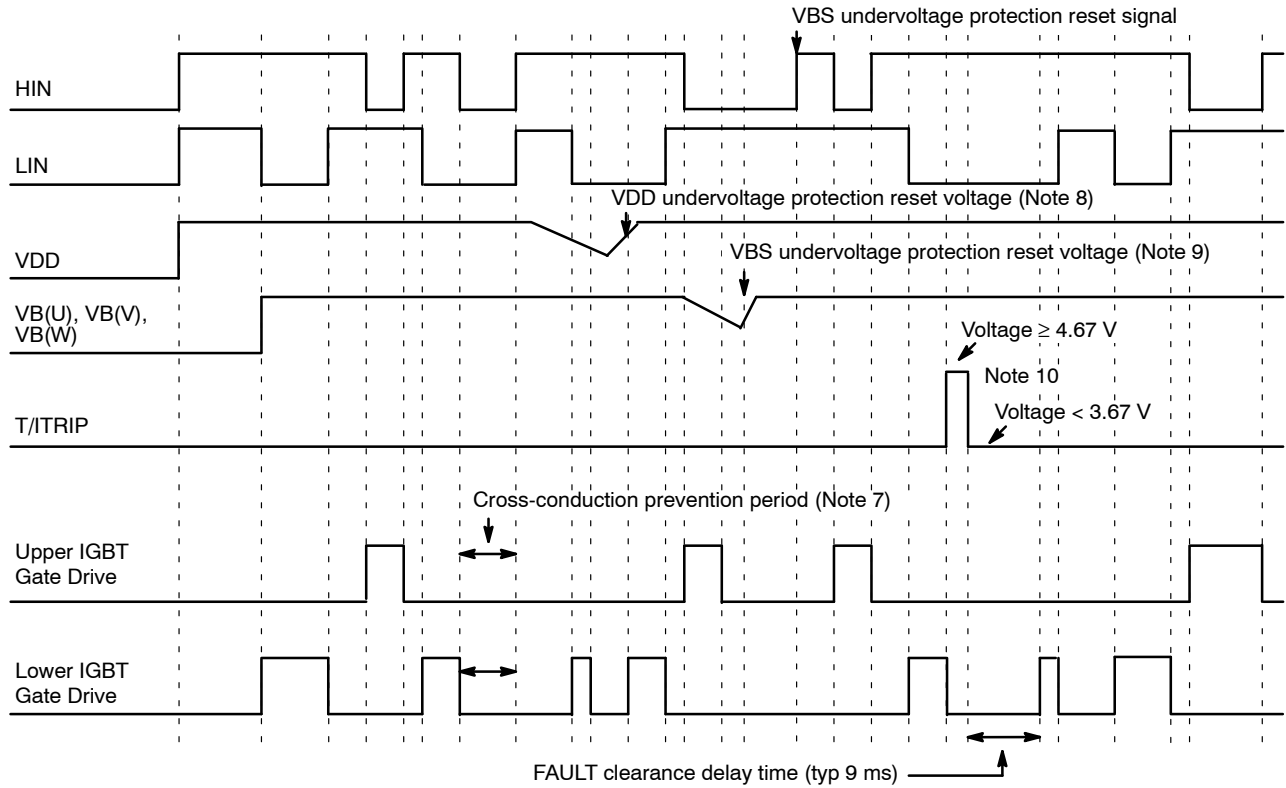 VBS undervoltage protection reset signal
HIN
LIN
VDD undervoltage protection reset voltage (Note 8)
VDD
VBS undervoltage protection reset voltage (Note 9)
VB(U), VB(V),
VB(W)
Voltage ≥ 4.67 V
Note 10
Voltage < 3.67 V
T/ITRIP
Cross-conduction prevention period (Note 7)
Upper IGBT
Gate Drive
Lower IGBT
Gate Drive
FAULT clearance delay time (typ 9 ms)